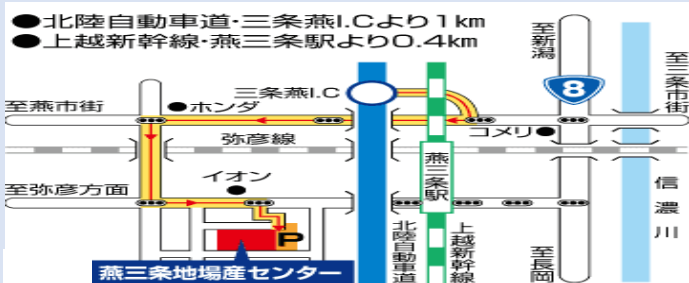 ●北陸自動車道・三条燕I.Cより1km
●上越新幹線・燕三条駅より0.4km
至新潟
8
至三条市街
三条燕I.C
至燕市街
●ホンダ
コメリ●
弥彦線
燕三条駅
至弥彦方面
イオン
信濃川
P
北陸自動車道
上越新幹線
至長岡
燕三条地場産センター